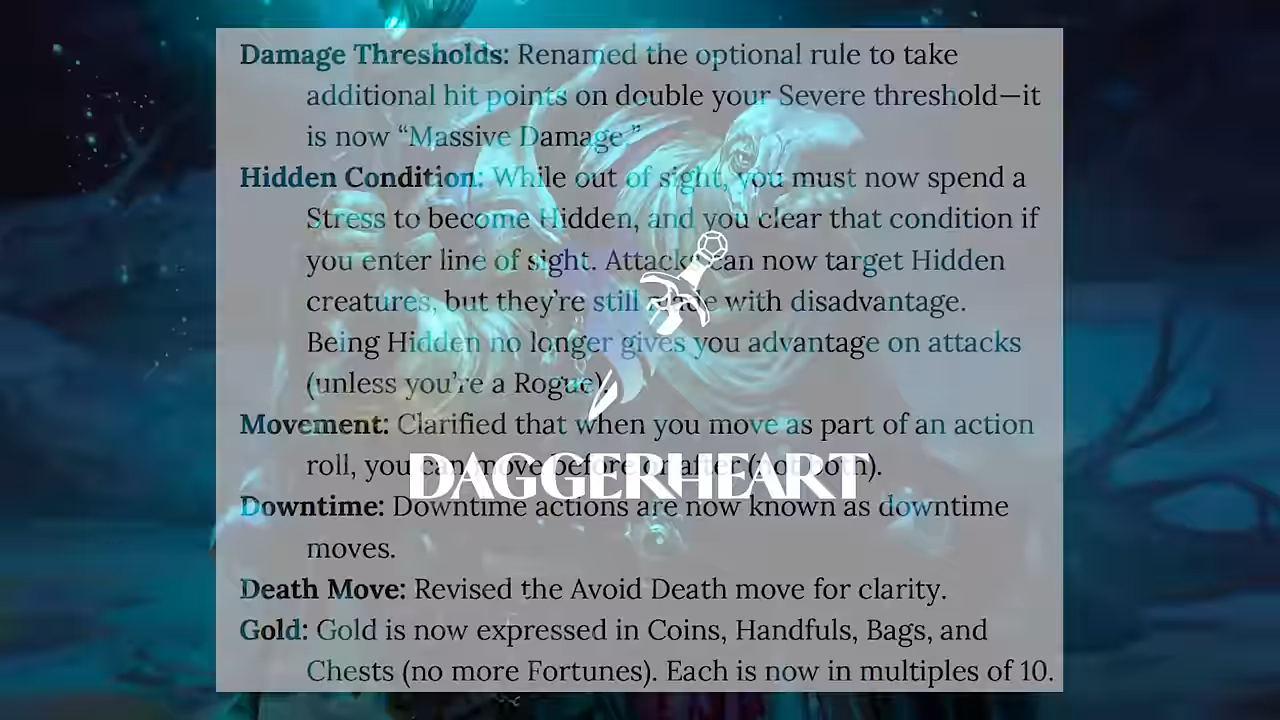 Damage Thresholds: Renamed the optional rule to take
additional hit points on double your Severe threshold—it
is now “Massive Damage.”
Hidden Condition: While out of sight, you must now spend a
Stress to become Hidden, and you clear that condition if
you enter line of sight. Attacks can now target Hidden
creatures, but they’re still made with disadvantage.
Being Hidden no longer gives you advantage on attacks
(unless you’re a Rogue).
Movement: Clarified that when you move as part of an action
roll, you can move before or after (not both).
DAGGERHEART
Downtime: Downtime actions are now known as downtime
moves.
Death Move: Revised the Avoid Death move for clarity.
Gold: Gold is now expressed in Coins, Handfuls, Bags, and
Chests (no more Fortunes). Each is now in multiples of 10.